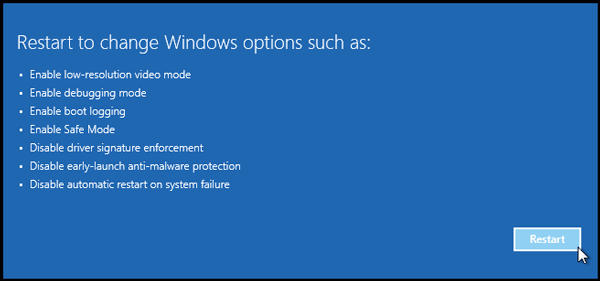 Restart to change Windows options such as:
• Enable low-resolution video mode
• Enable debugging mode
• Enable boot logging
• Enable Safe Mode
• Disable driver signature enforcement
• Disable early-launch anti-malware protection
• Disable automatic restart on system failure
Restart